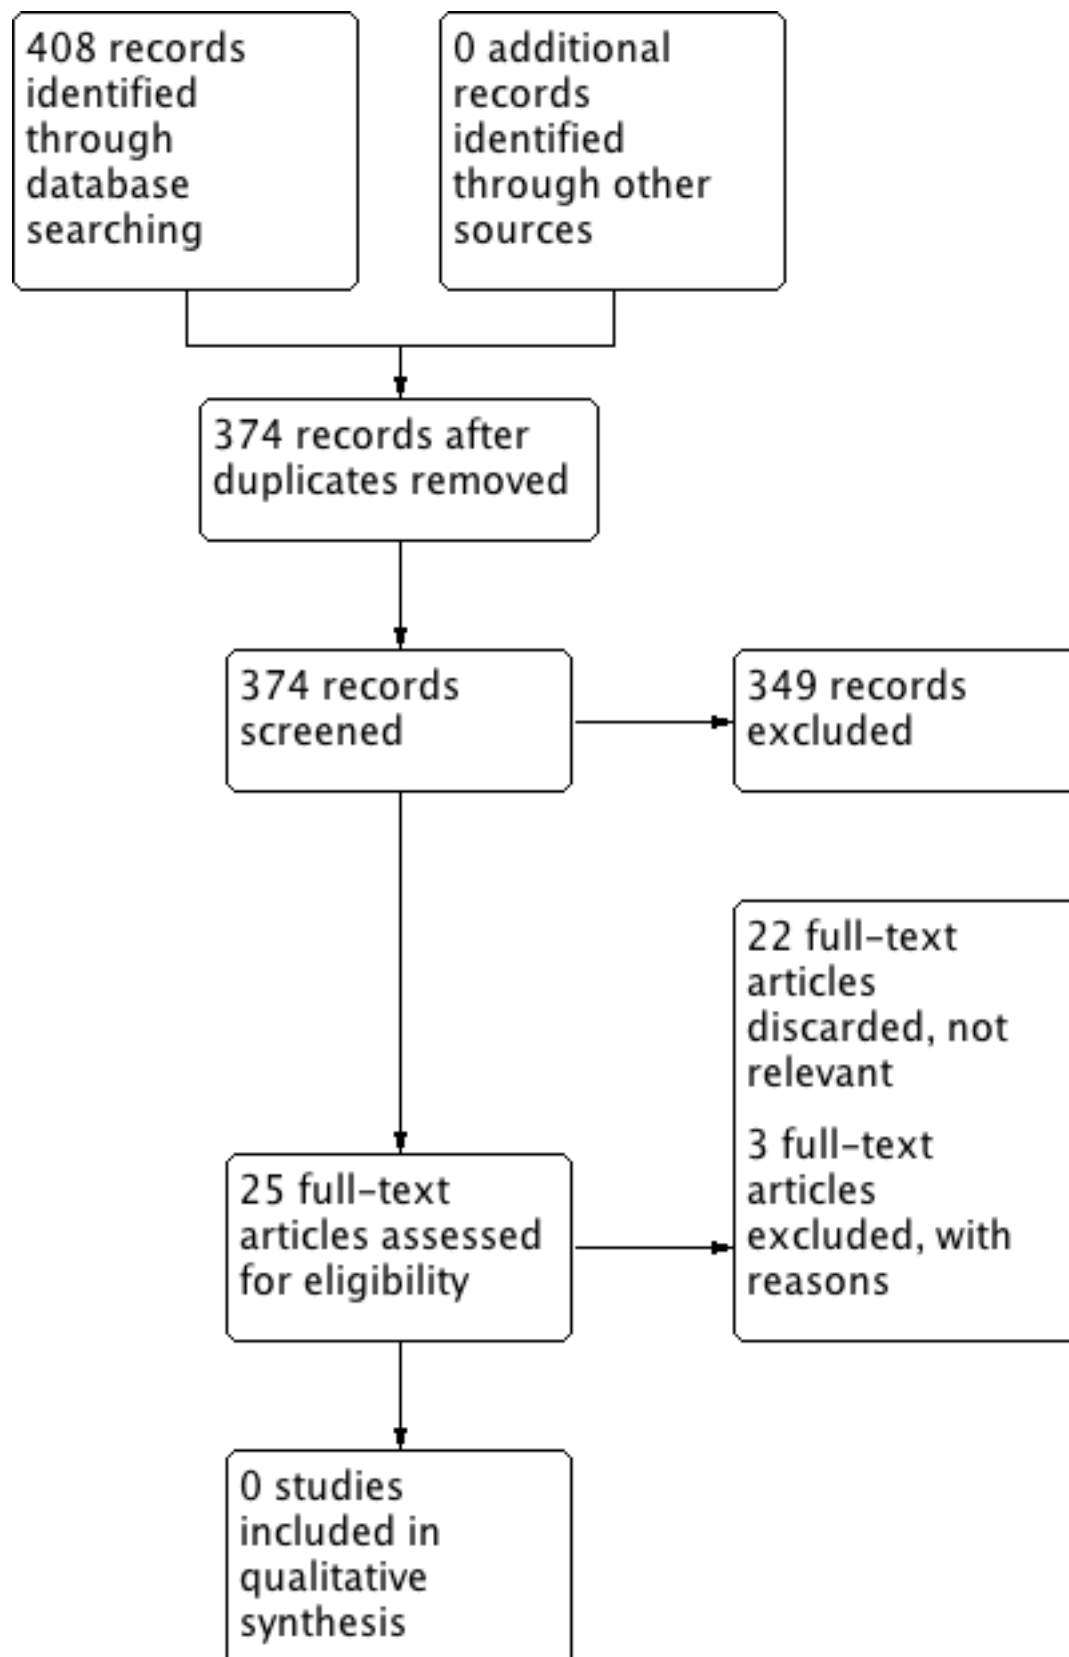 408 records
identified
through
database
searching
0 additional
records
identified
through other
sources
374 records after
duplicates removed
374 records
screened
349 records
excluded
22 full-text
articles
discarded, not
relevant
3 full-text
articles
excluded, with
reasons
25 full-text
articles assessed
for eligibility
0 studies
included in
qualitative
synthesis